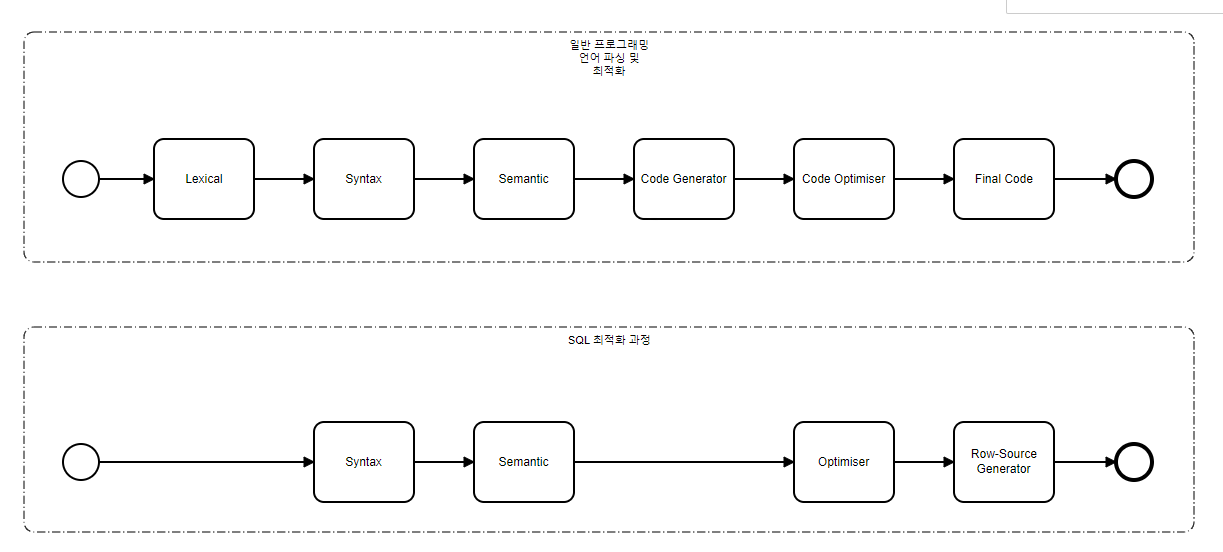 일반 프로그래밍
언어 파싱 및
최적화
Lexical
Syntax
Semantic
Code Generator
Code Optimiser
Final Code
SQL 최적화 과정
Syntax
Semantic
Optimiser
Row-Source
Generator